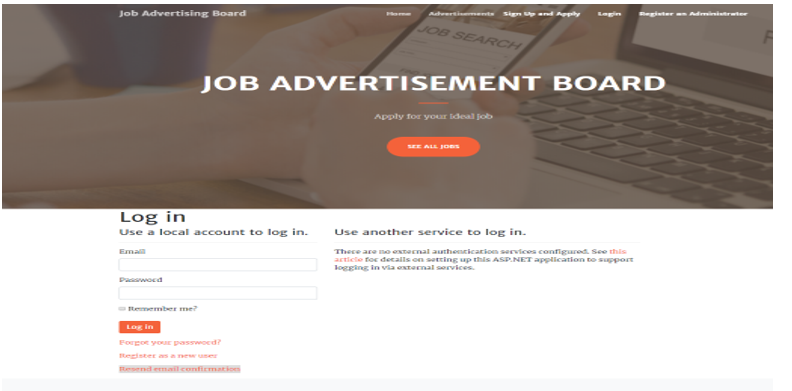 Job Advertising Board
Home Advertisements Sign Up and Apply Login Register an Administrator
JOB SEARCH
JOB ADVERTISEMENT BOARD
Apply for your ideal job
SEE ALL JOBS
Log in
Use a local account to log in.
Email
Password
Remember me?
Log in
Forgot your password?
Register as a new user
Resend email confirmation
Use another service to log in.
There are no external authentication services configured. See this
article for details on setting up this ASP.NET application to support
logging in via external services.